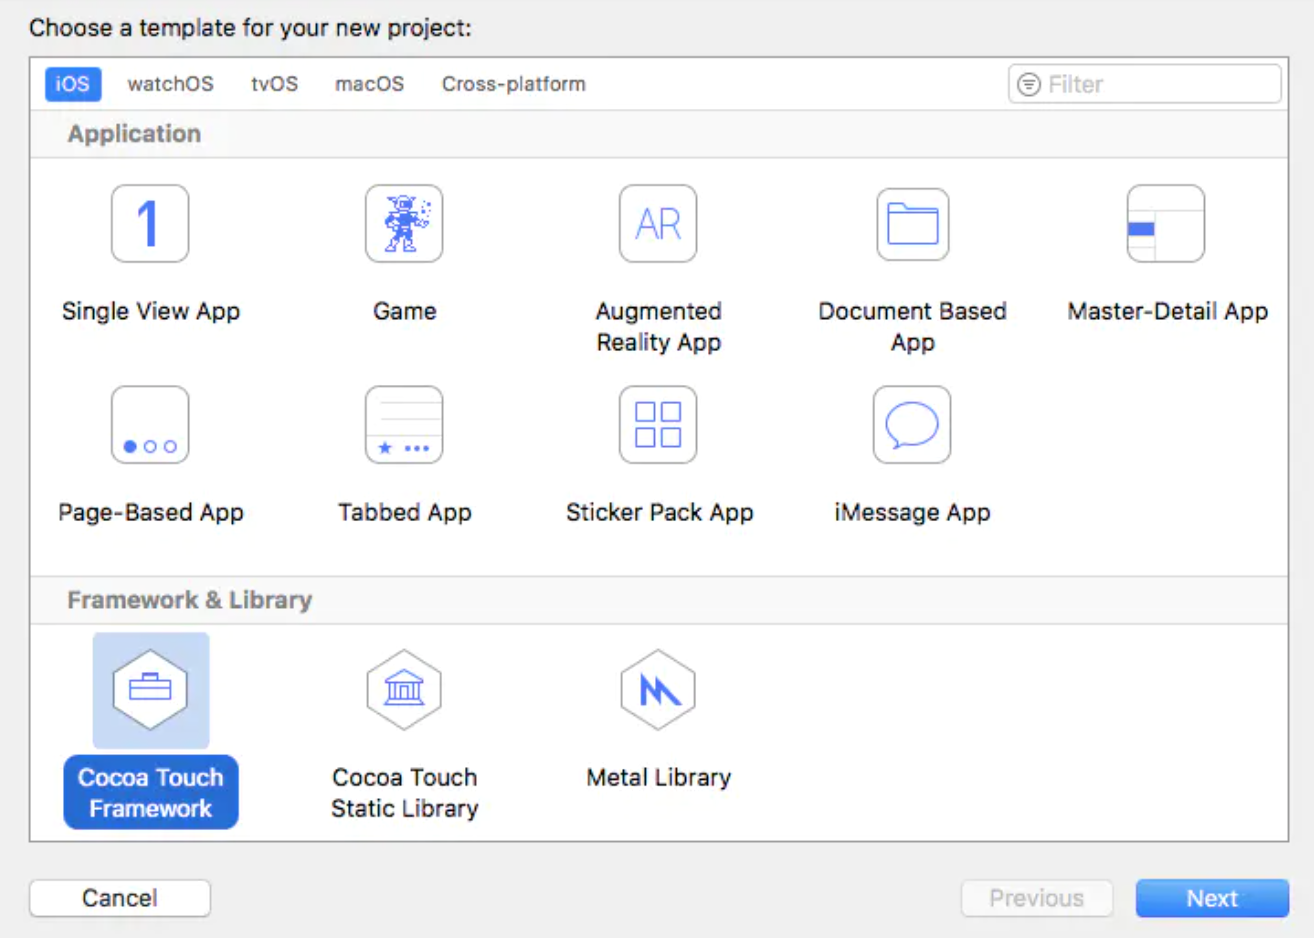 Choose a template for your new project:
iOS watchOS tvOS macOS Cross-platform Filter
Application
1 AR
Single View App Game Augmented Document Based Master-Detail App
Reality App App
Page-Based App Tabbed App Sticker Pack App iMessage App
Framework & Library
Cocoa Touch Cocoa Touch Metal Library
Framework Static Library
Cancel Previous Next